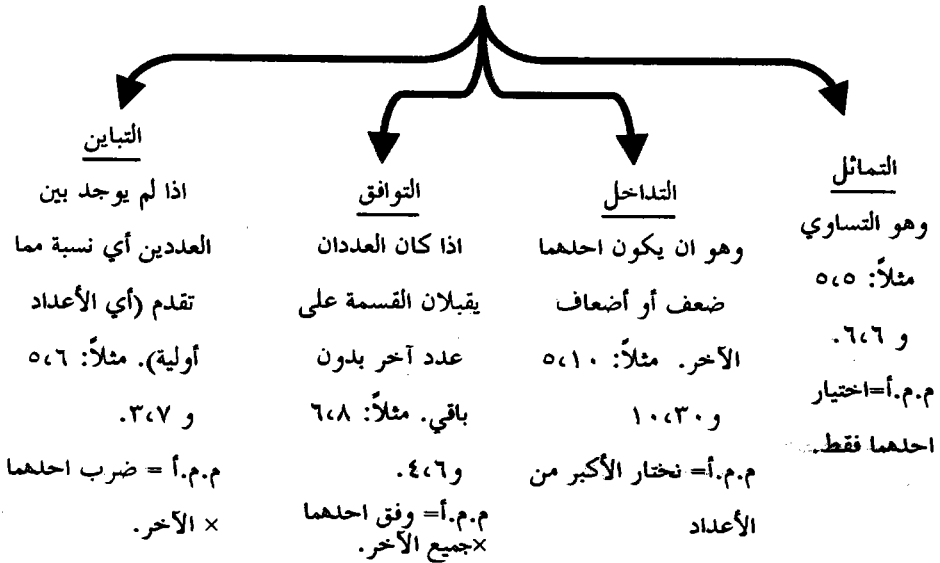 التماثل
وهو التساوي
مثلاً: ٥،٥
و ٦،٦.
م.م.أ=اختيار
احدهما فقط.
التداخل
وهو ان يكون احدهما
ضعف أو أضعاف
الآخر. مثلاً: ٥،١٠
و ١٠،٣٠
م.م.أ= نختار الأكبر من
الأعداد
التوافق
اذا كان العددان
يقبلان القسمة على
عدد آخر بدون
باقي. مثلاً: ٦،٨
و٤،٦.
م.م.أ= وفق احدهما
×جميع الآخر.
التباين
اذا لم يوجد بين
العددين أي نسبة مما
تقدم (أي الأعداد
أولية). مثلاً: ٥،٦
و ٣،٧.
م.م.أ = ضرب احدهما
× الآخر.